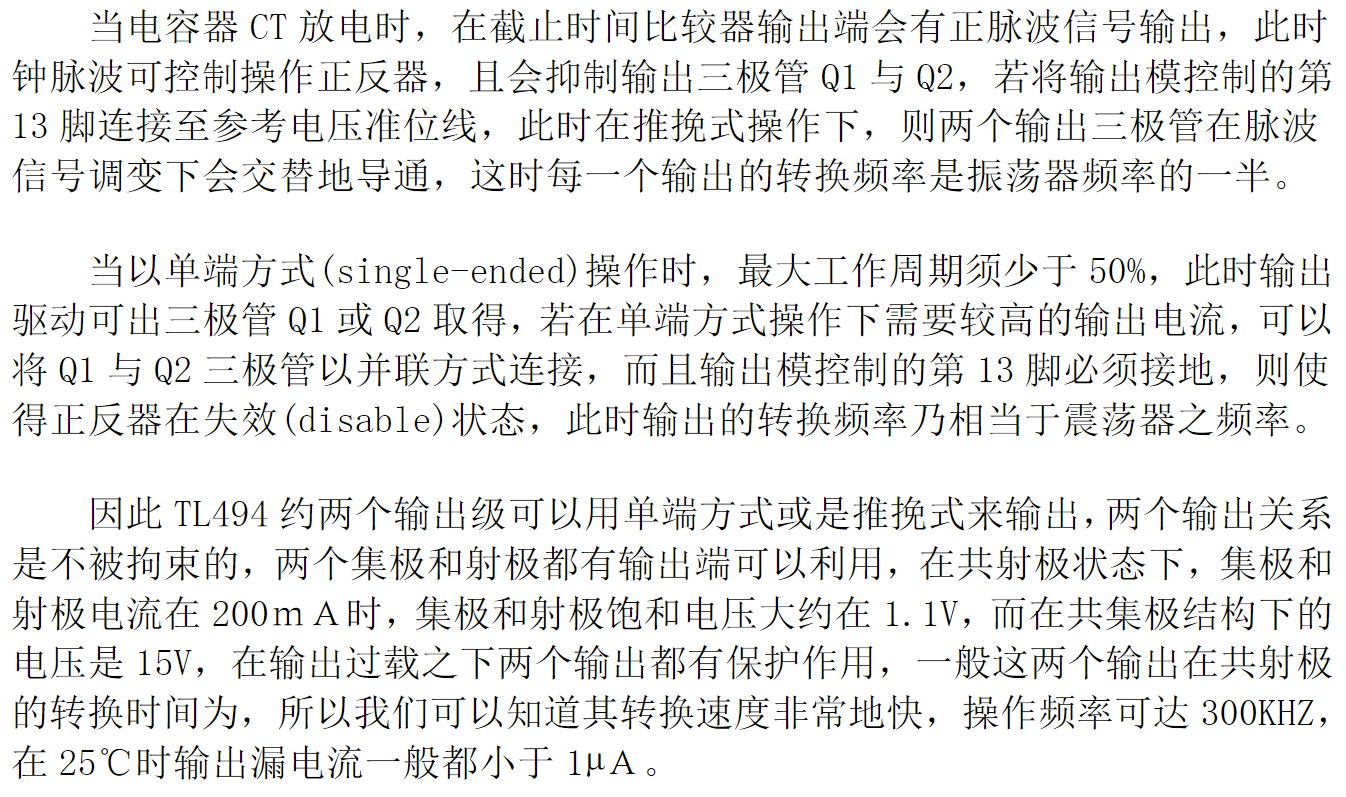 当电容器 CT 放电时，在截止时间比较器输出端会有正脉波信号输出，此时
钟脉波可控制操作正反器，且会抑制输出三极管 Q1 与 Q2，若将输出模控制的第
13 脚连接至参考电压准位线，此时在推挽式操作下，则两个输出三极管在脉波
信号调变下会交替地导通，这时每一个输出的转换频率是振荡器频率的一半。
当以单端方式(single-ended)操作时，最大工作周期须少于 50%，此时输出
驱动可出三极管 Q1 或 Q2 取得，若在单端方式操作下需要较高的输出电流，可以
将 Q1 与 Q2 三极管以并联方式连接，而且输出模控制的第 13 脚必须接地，则使
得正反器在失效(disable)状态，此时输出的转换频率乃相当于震荡器之频率。
因此 TL494 约两个输出级可以用单端方式或是推挽式来输出，两个输出关系
是不被拘束的，两个集极和射极都有输出端可以利用，在共射极状态下，集极和
射极电流在 200ｍＡ时，集极和射极饱和电压大约在 1.1V，而在共集极结构下的
电压是 15V，在输出过载之下两个输出都有保护作用，一般这两个输出在共射极
的转换时间为，所以我们可以知道其转换速度非常地快，操作频率可达 300KHZ，
在 25℃时输出漏电流一般都小于 1μＡ。